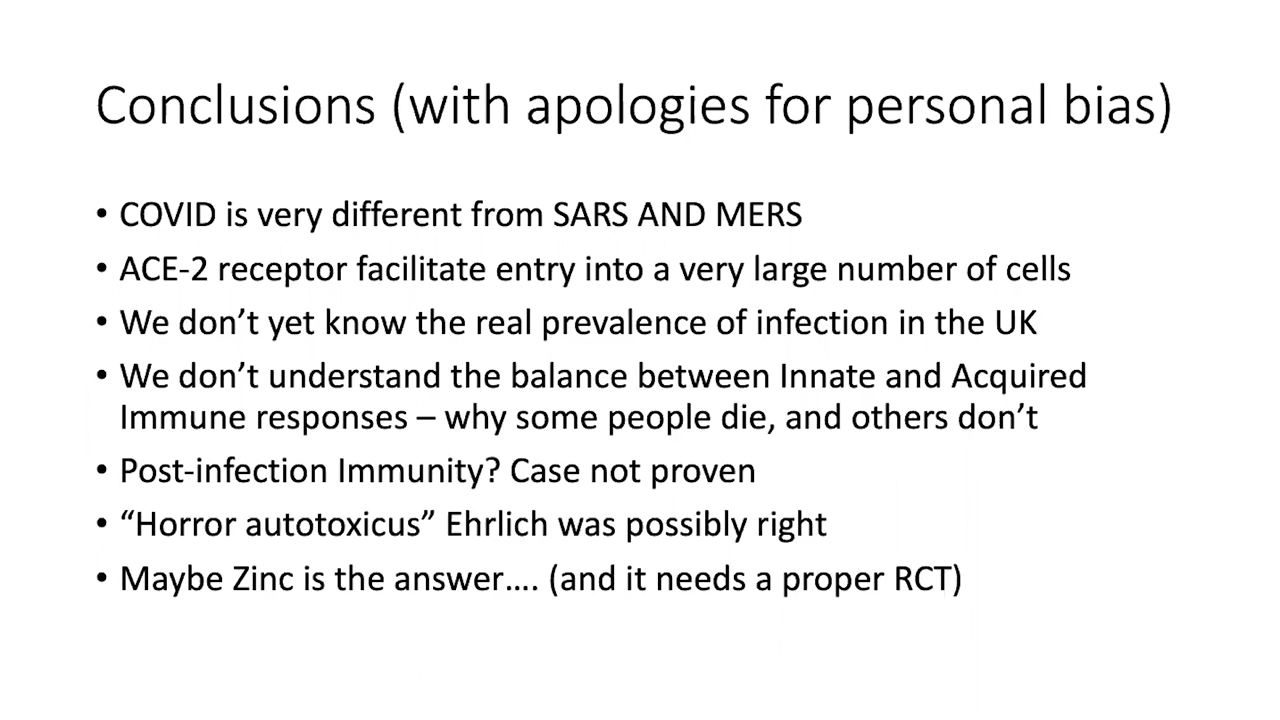 Conclusions (with apologies for personal bias)
• COVID is very different from SARS AND MERS
• ACE-2 receptor facilitate entry into a very large number of cells
• We don’t yet know the real prevalence of infection in the UK
• We don’t understand the balance between Innate and Acquired
Immune responses – why some people die, and others don’t
• Post-infection Immunity? Case not proven
• “Horror autotoxicus” Ehrlich was possibly right
• Maybe Zinc is the answer…. (and it needs a proper RCT)